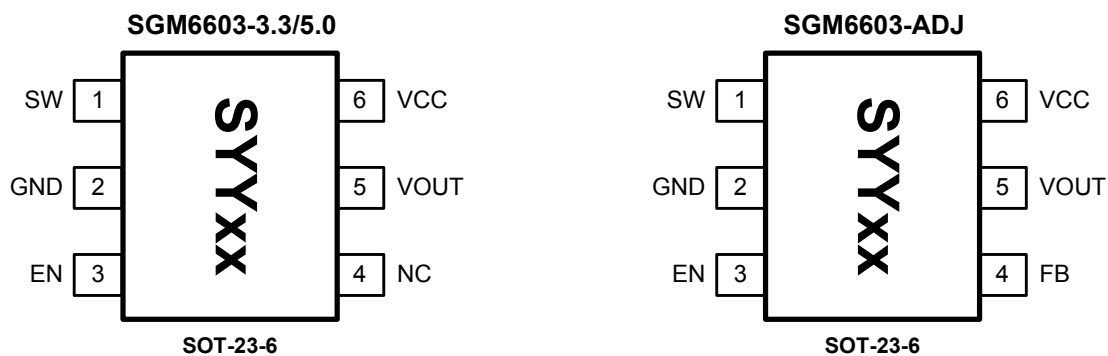 SGM6603-3.3/5.0
SW 1
6 VCC
GND 2
5 VOUT
EN 3
4 NC
SYYxx
SOT-23-6
SGM6603-ADJ
SW 1
6 VCC
GND 2
5 VOUT
EN 3
4 FB
SYYxx
SOT-23-6